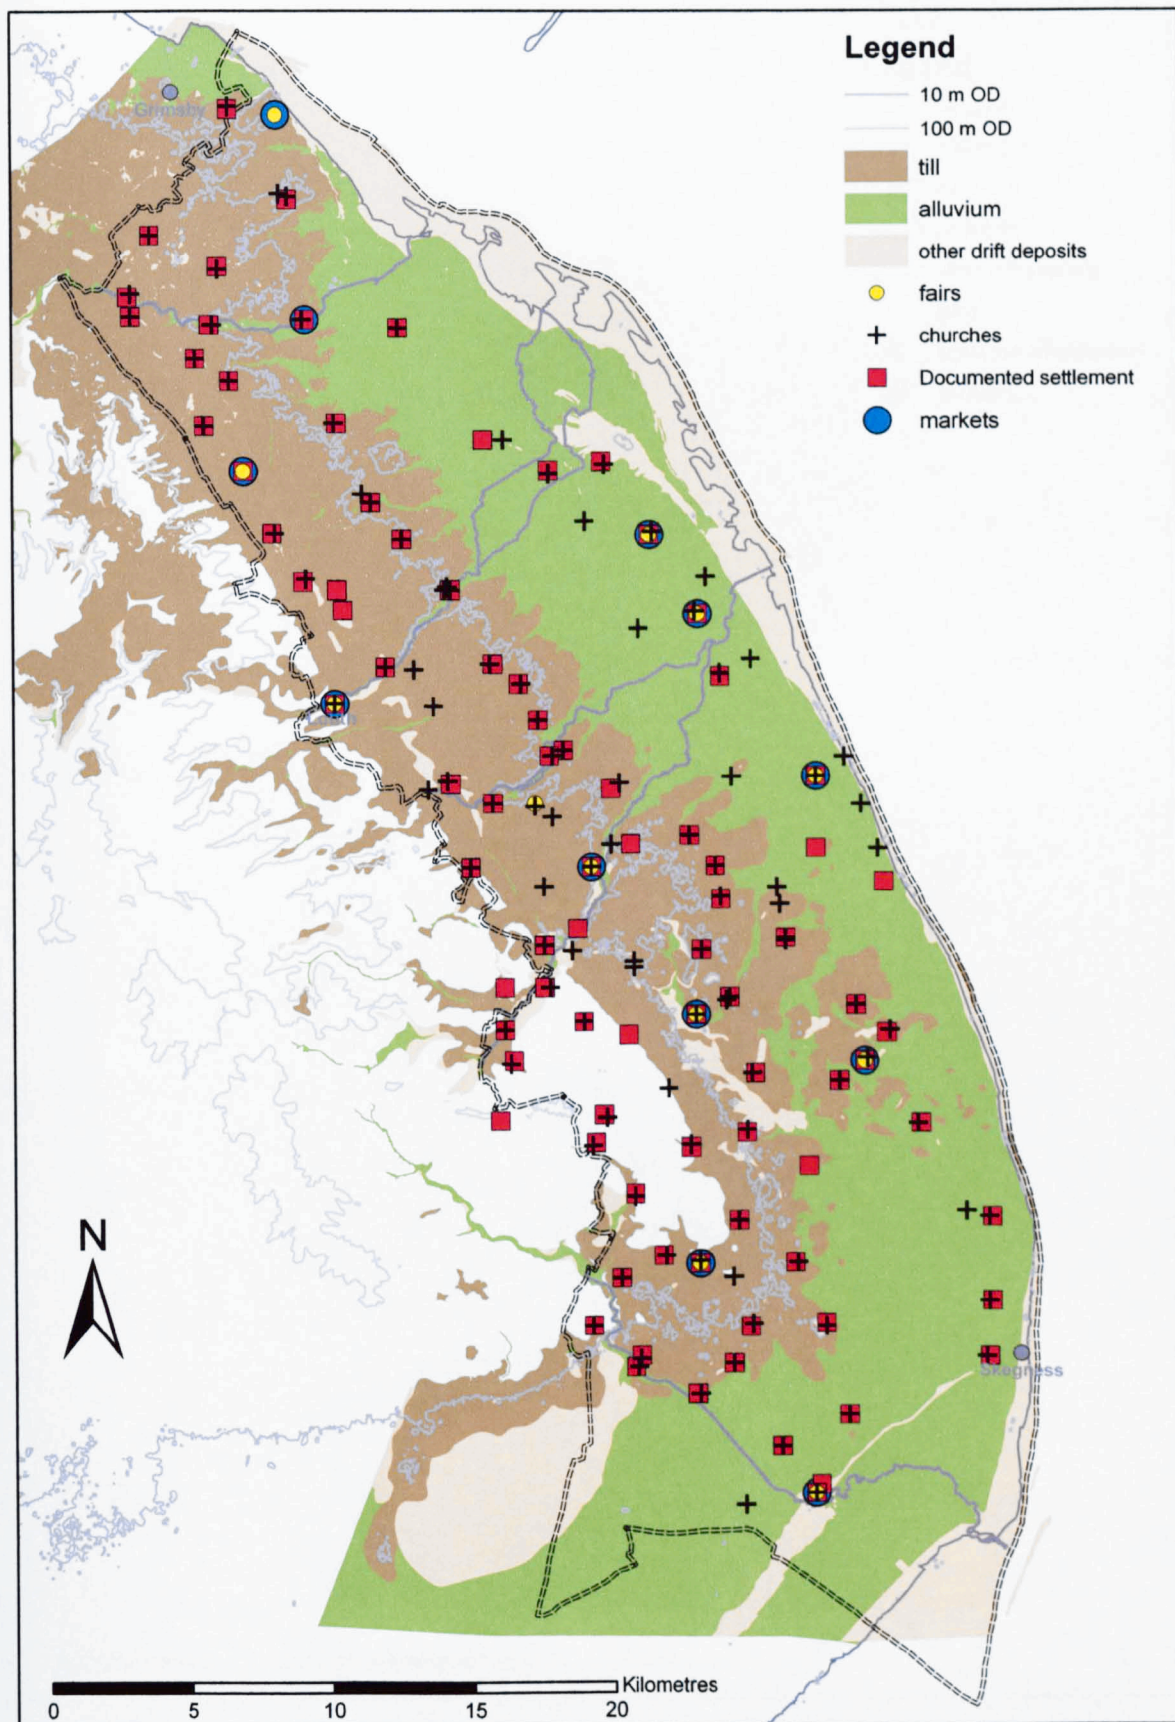 Legend
10 m OD
100 m OD
till
alluvium
other drift deposits
fairs
churches
Documented settlement
markets
Grimsby
N
Skegness
Kilometres
0 5 10 15 20